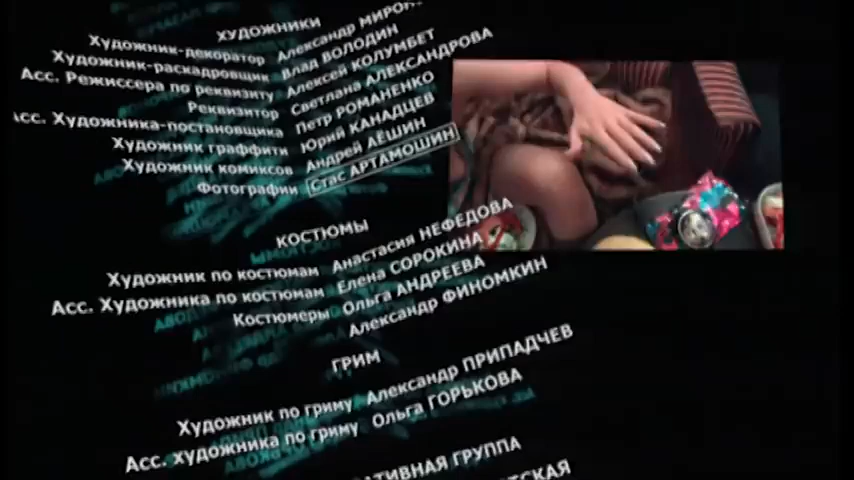 ХУДОЖНИКИ
Художник-декоратор Александр
Художник-раскадровщик Влад ВОЛОДИН
Асс. Режиссера по реквизиту Алексей КОЛУМБЕТ
Реквизитор Светлана АЛЕКСАНДРОВА
Асс. Художника-постановщика Петр РОМАНЕНКО
Художник граффити Юрий КАНАДЦЕВ
Художник комиксов Андрей ЛЁШИН
Фотографии Стас АРТАМОШИН
КОСТЮМЫ
Художник по костюмам Анастасия НЕФЕДОВА
Асс. Художника по костюмам Елена СОРОКИНА
Костюмеры Ольга АНДРЕЕВА
Александр ФИНОМКИН
ГРИМ
Художник по гриму Александр ПРИПАДЧЕВ
Асс. художника по гриму Ольга ГОРЬКОВА
ГРУППА